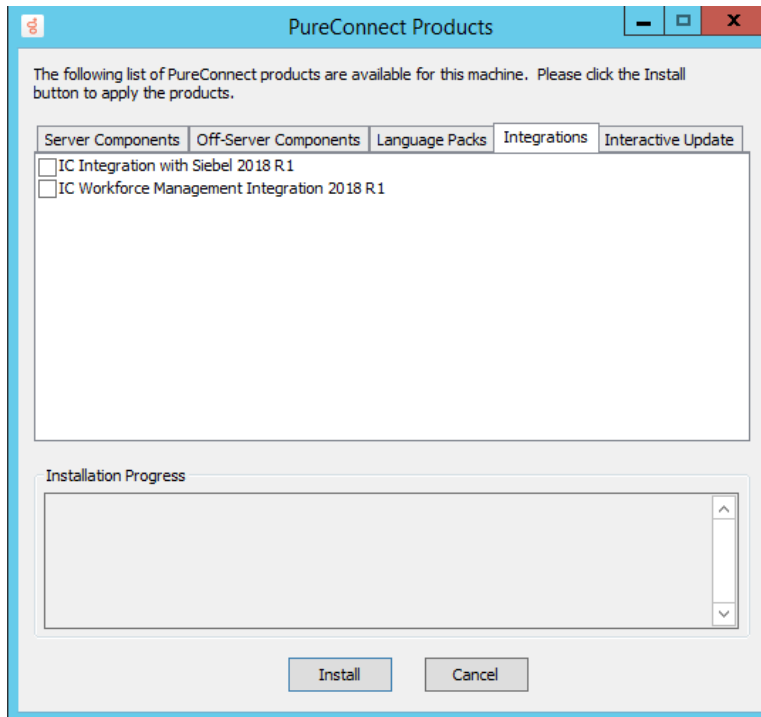 PureConnect Products
The following list of PureConnect products are available for this machine.  Please click the Install
button to apply the products.
Server Components
Off-Server Components
Language Packs
Integrations
Interactive Update
IC Integration with Siebel 2018 R1
IC Workforce Management Integration 2018 R1
Installation Progress
Install
Cancel